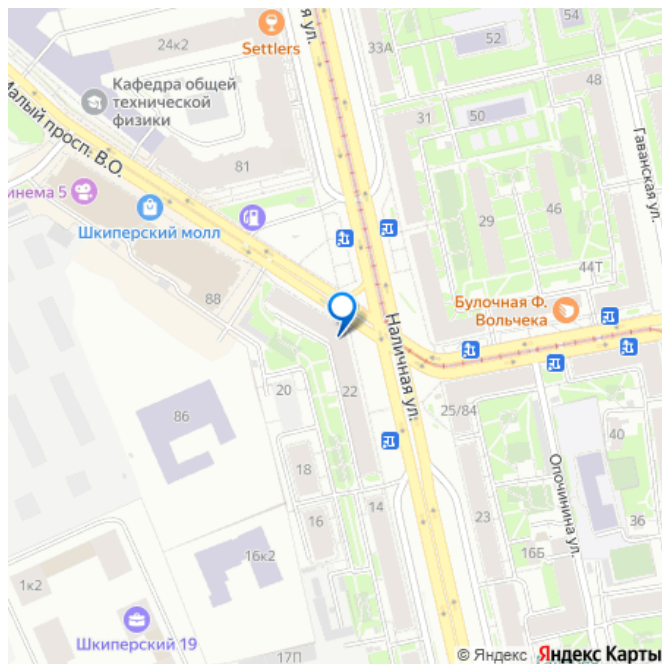 54
Settlers
я ул.
33А
52
24к2
48
Кафедра общей
технической
физики
31
50
Гаванская ул.
Малый просп. В.О.
81
инема 5
29
46
Шкиперский молл
44Т
88
Булочная Ф.
Вольчека
Наличная ул.
20
22
86
25/84
40
18
Опочинина ул.
16
14
23
36
16Б
16к2
1к2
Шкиперский 19
17П
© Яндекс Яндекс Карты